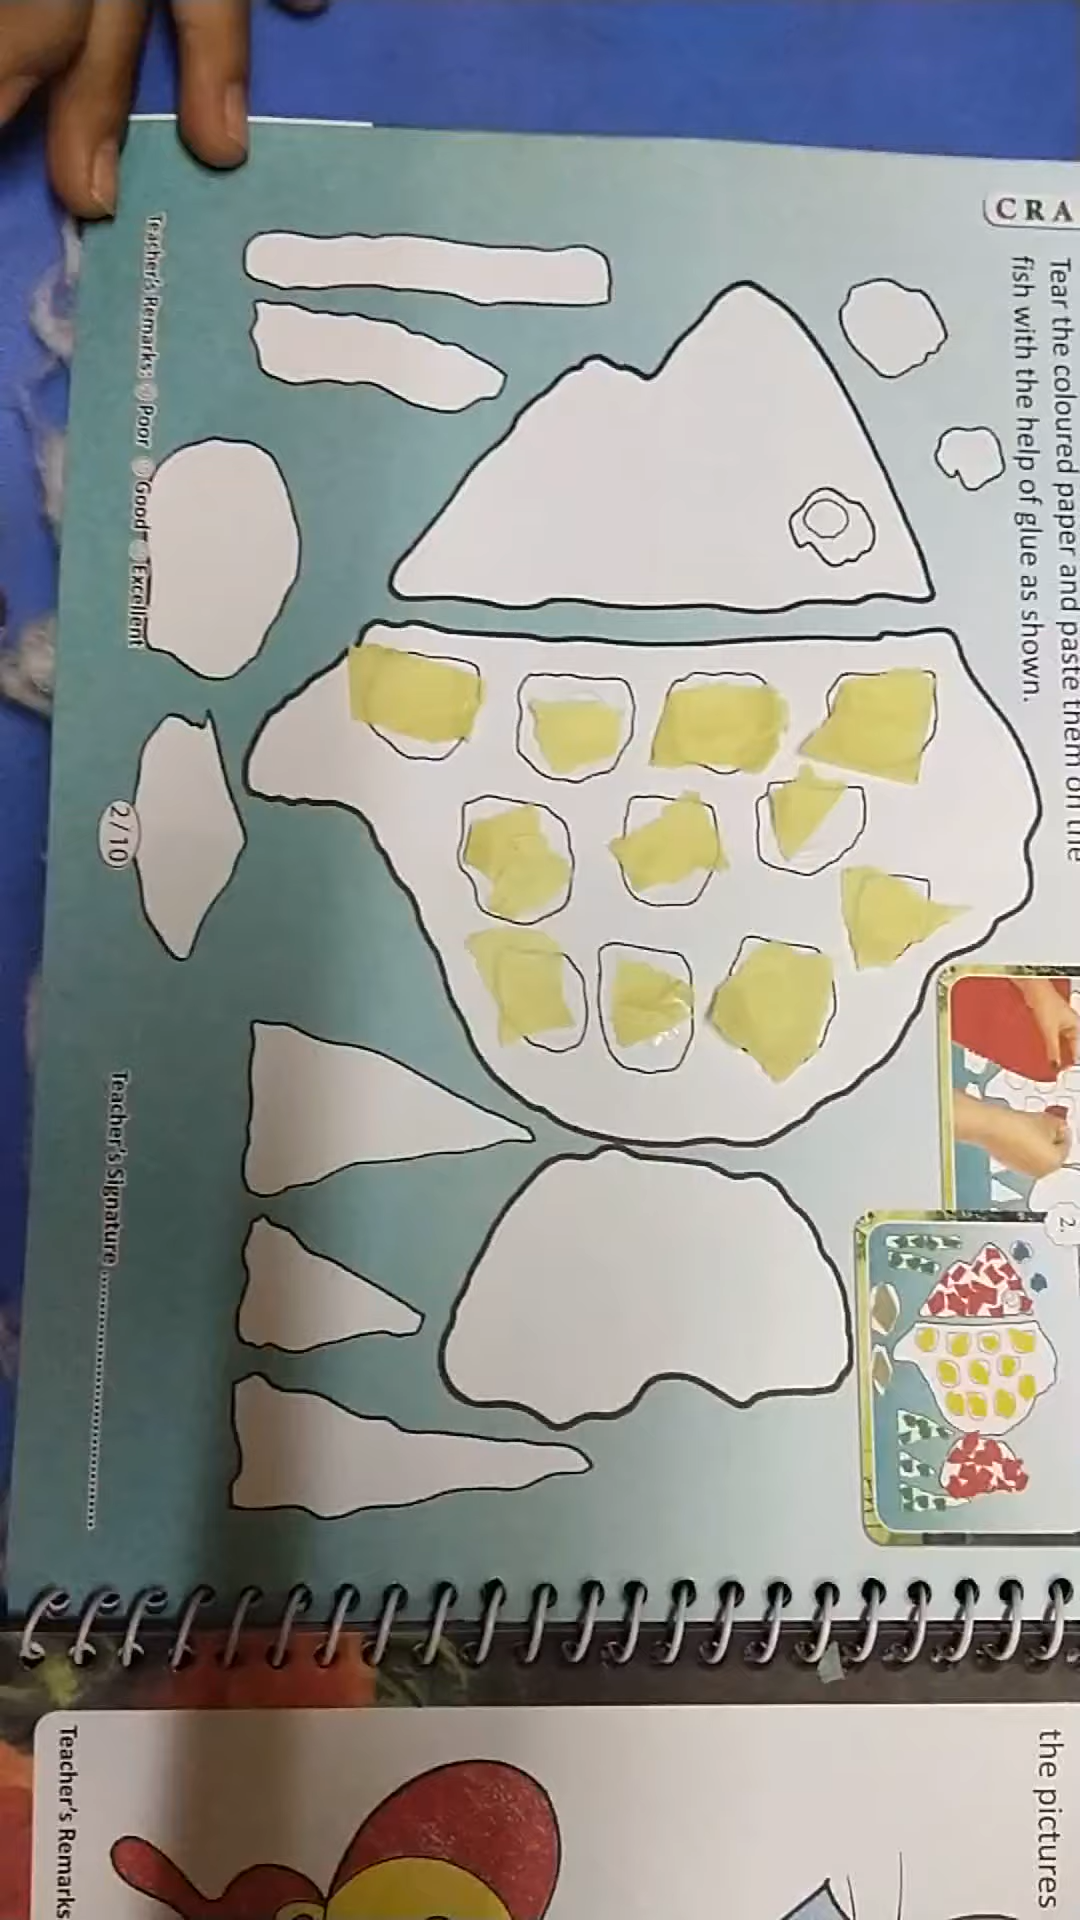 CRA
Tear the coloured paper and paste them on the
fish with the help of glue as shown.
2.
Teacher's Remarks: Poor Good Excellent
2/10
Teacher's Signature
the pictures
Teacher's Remarks